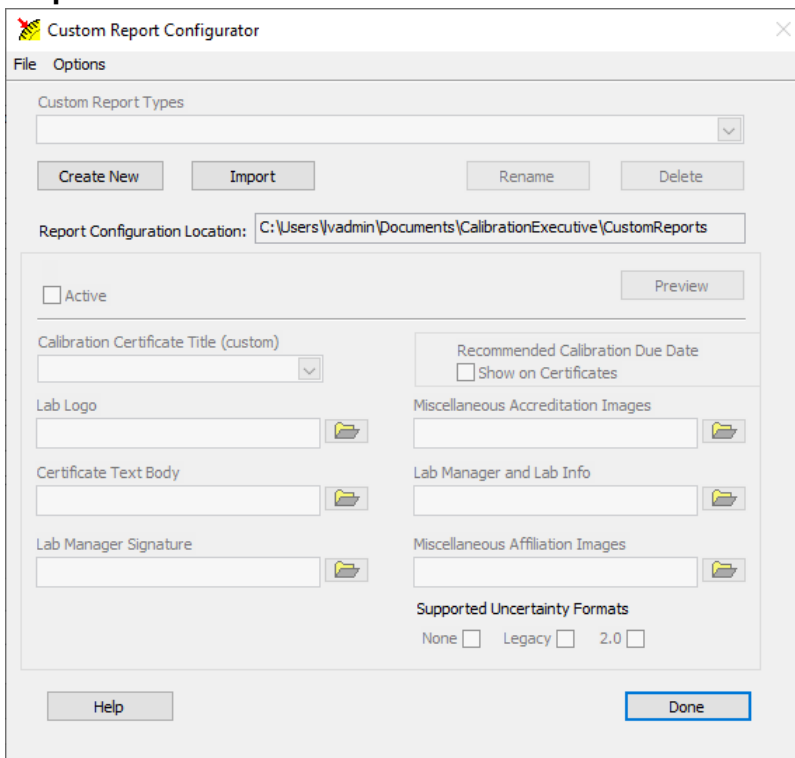 Custom Report Configurator
File Options
Custom Report Types
Create New Import Rename Delete
Report Configuration Location: C:\Users\lvadmin\Documents\CalibrationExecutive\CustomReports
Active Preview
Calibration Certificate Title (custom) Recommended Calibration Due Date
Show on Certificates
Lab Logo Miscellaneous Accreditation Images
Certificate Text Body Lab Manager and Lab Info
Lab Manager Signature Miscellaneous Affiliation Images
Supported Uncertainty Formats
None Legacy 2.0
Help Done